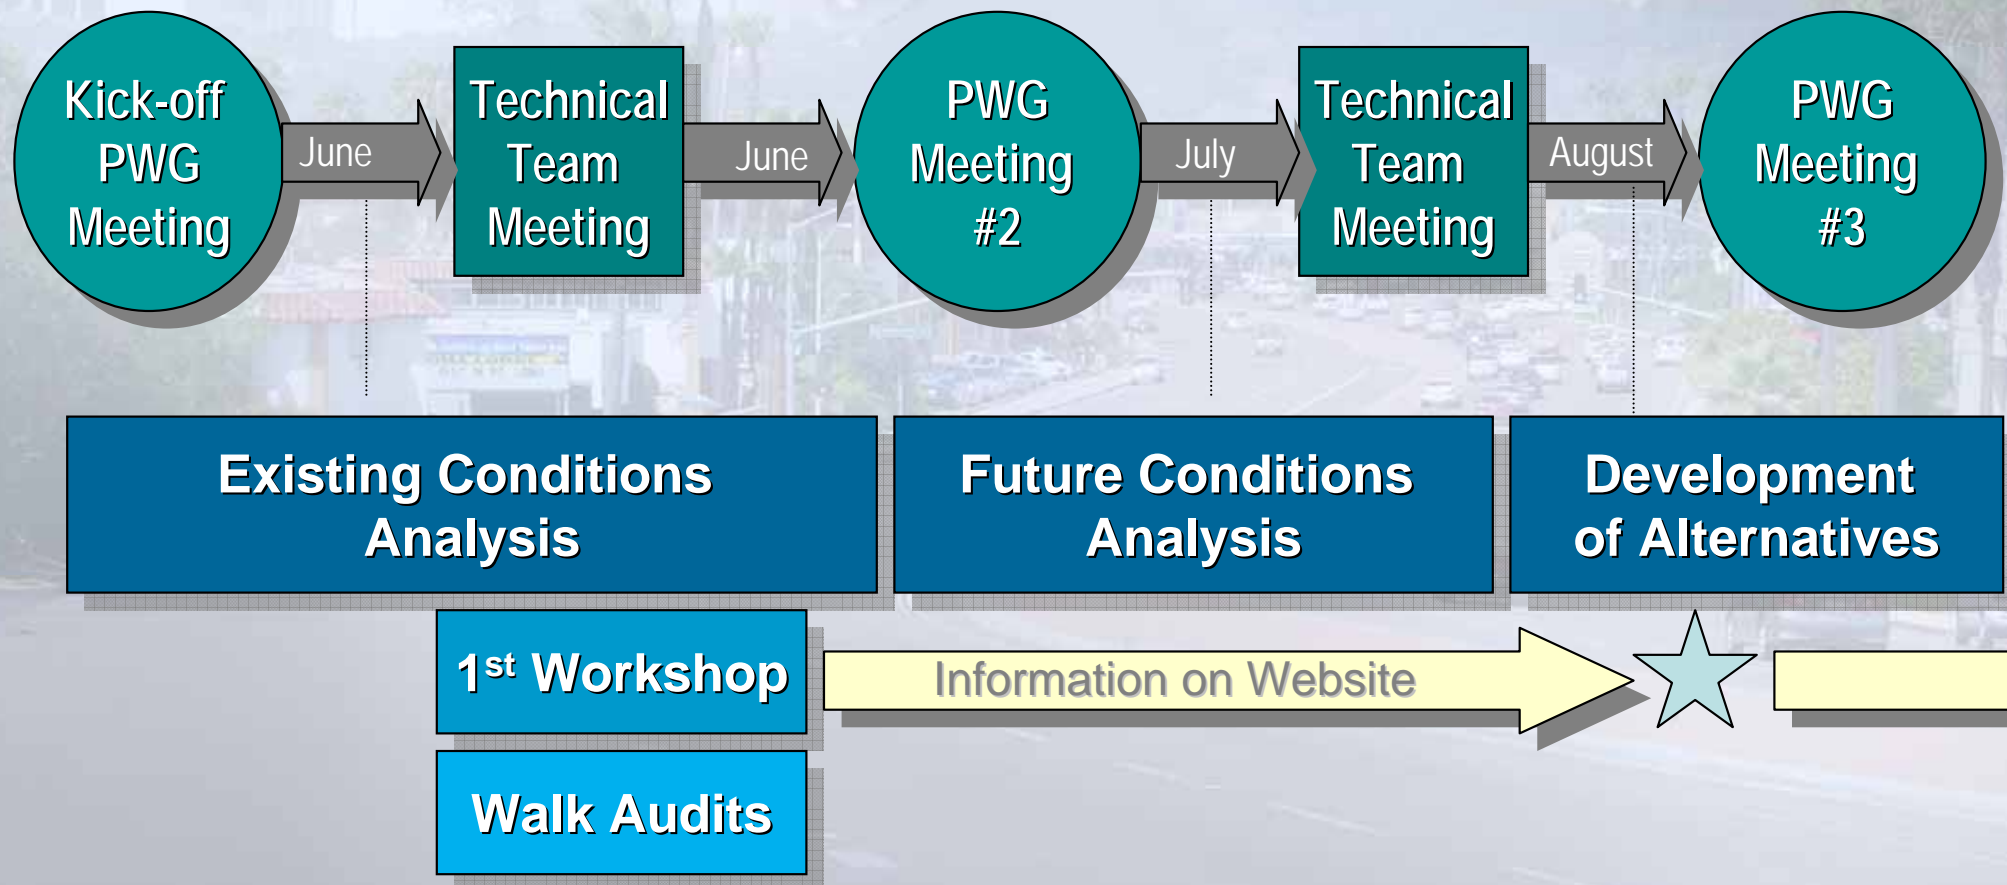 Kick-off
PWG
Meeting
June
Technical
Team
Meeting
June
PWG
Meeting
#2
July
Technical
Team
Meeting
August
PWG
Meeting
#3
Existing Conditions
Analysis
Future Conditions
Analysis
Development
of Alternatives
1st Workshop
Information on Website
Walk Audits